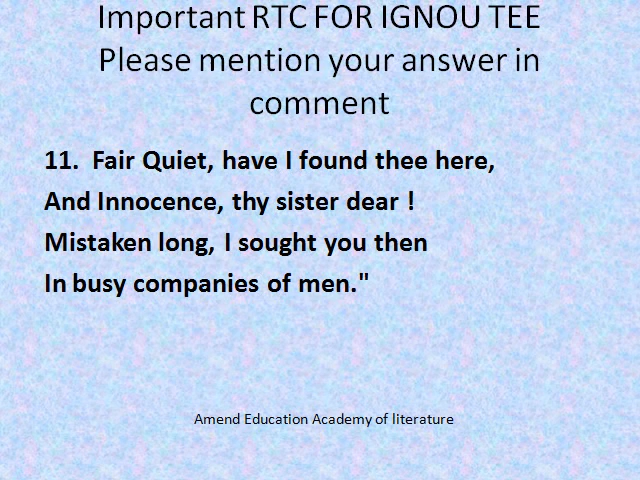 Important RTC FOR IGNOU TEE
Please mention your answer in
comment
11. Fair Quiet, have I found thee here,
And Innocence, thy sister dear !
Mistaken long, I sought you then
In busy companies of men."
Amend Education Academy of literature